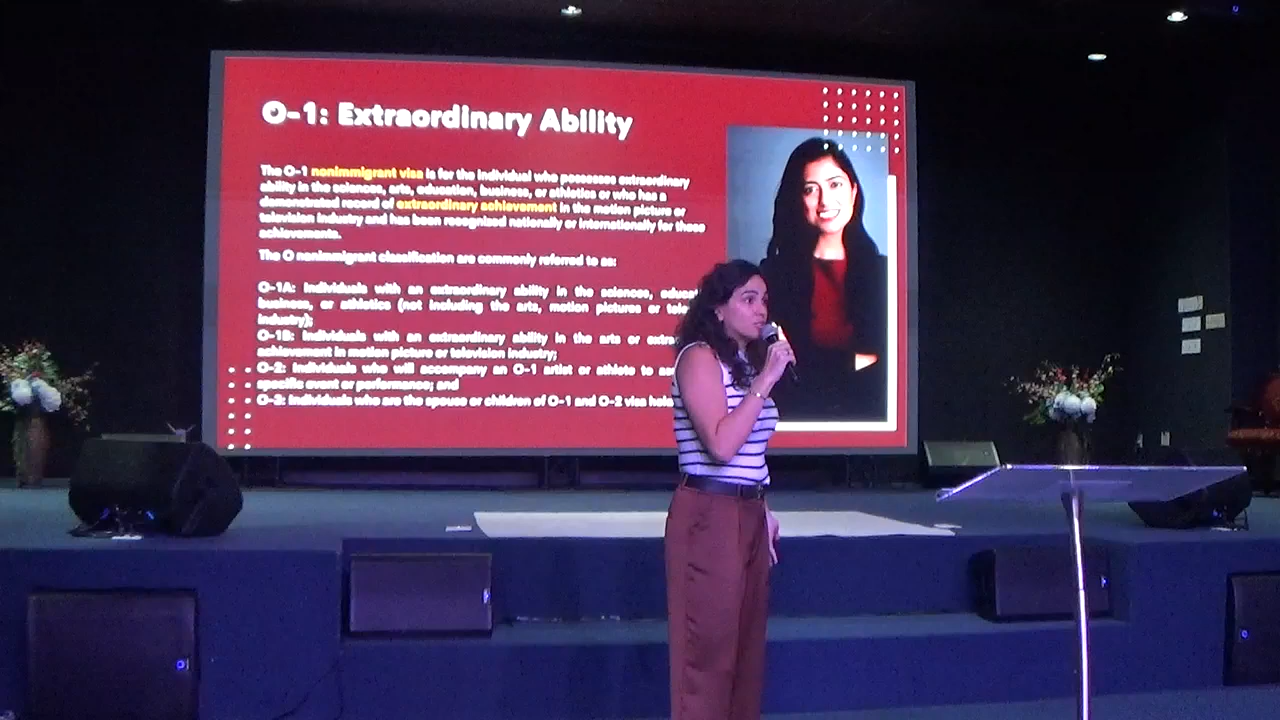 O-1: Extraordinary Ability
The O-1 nonimmigrant visa is for the individual who possesses extraordinary
ability in the sciences, arts, education, business, or athletics or who has a
demonstrated record of extraordinary achievement in the motion picture or
television industry and has been recognized nationally or internationally for those
achievements.
The O nonimmigrant classification are commonly referred to as:
O-1A: Individuals with an extraordinary ability in the sciences,
business, or athletics (not including the arts, motion pictures or
industry);
O-1B: Individuals with an extraordinary ability in the arts or
achievement in motion picture or television industry;
O-2: Individuals who will accompany an O-1 artist or athlete to
specific event or performance; and
O-3: Individuals who are the spouse or children of O-1 and O-2 visa